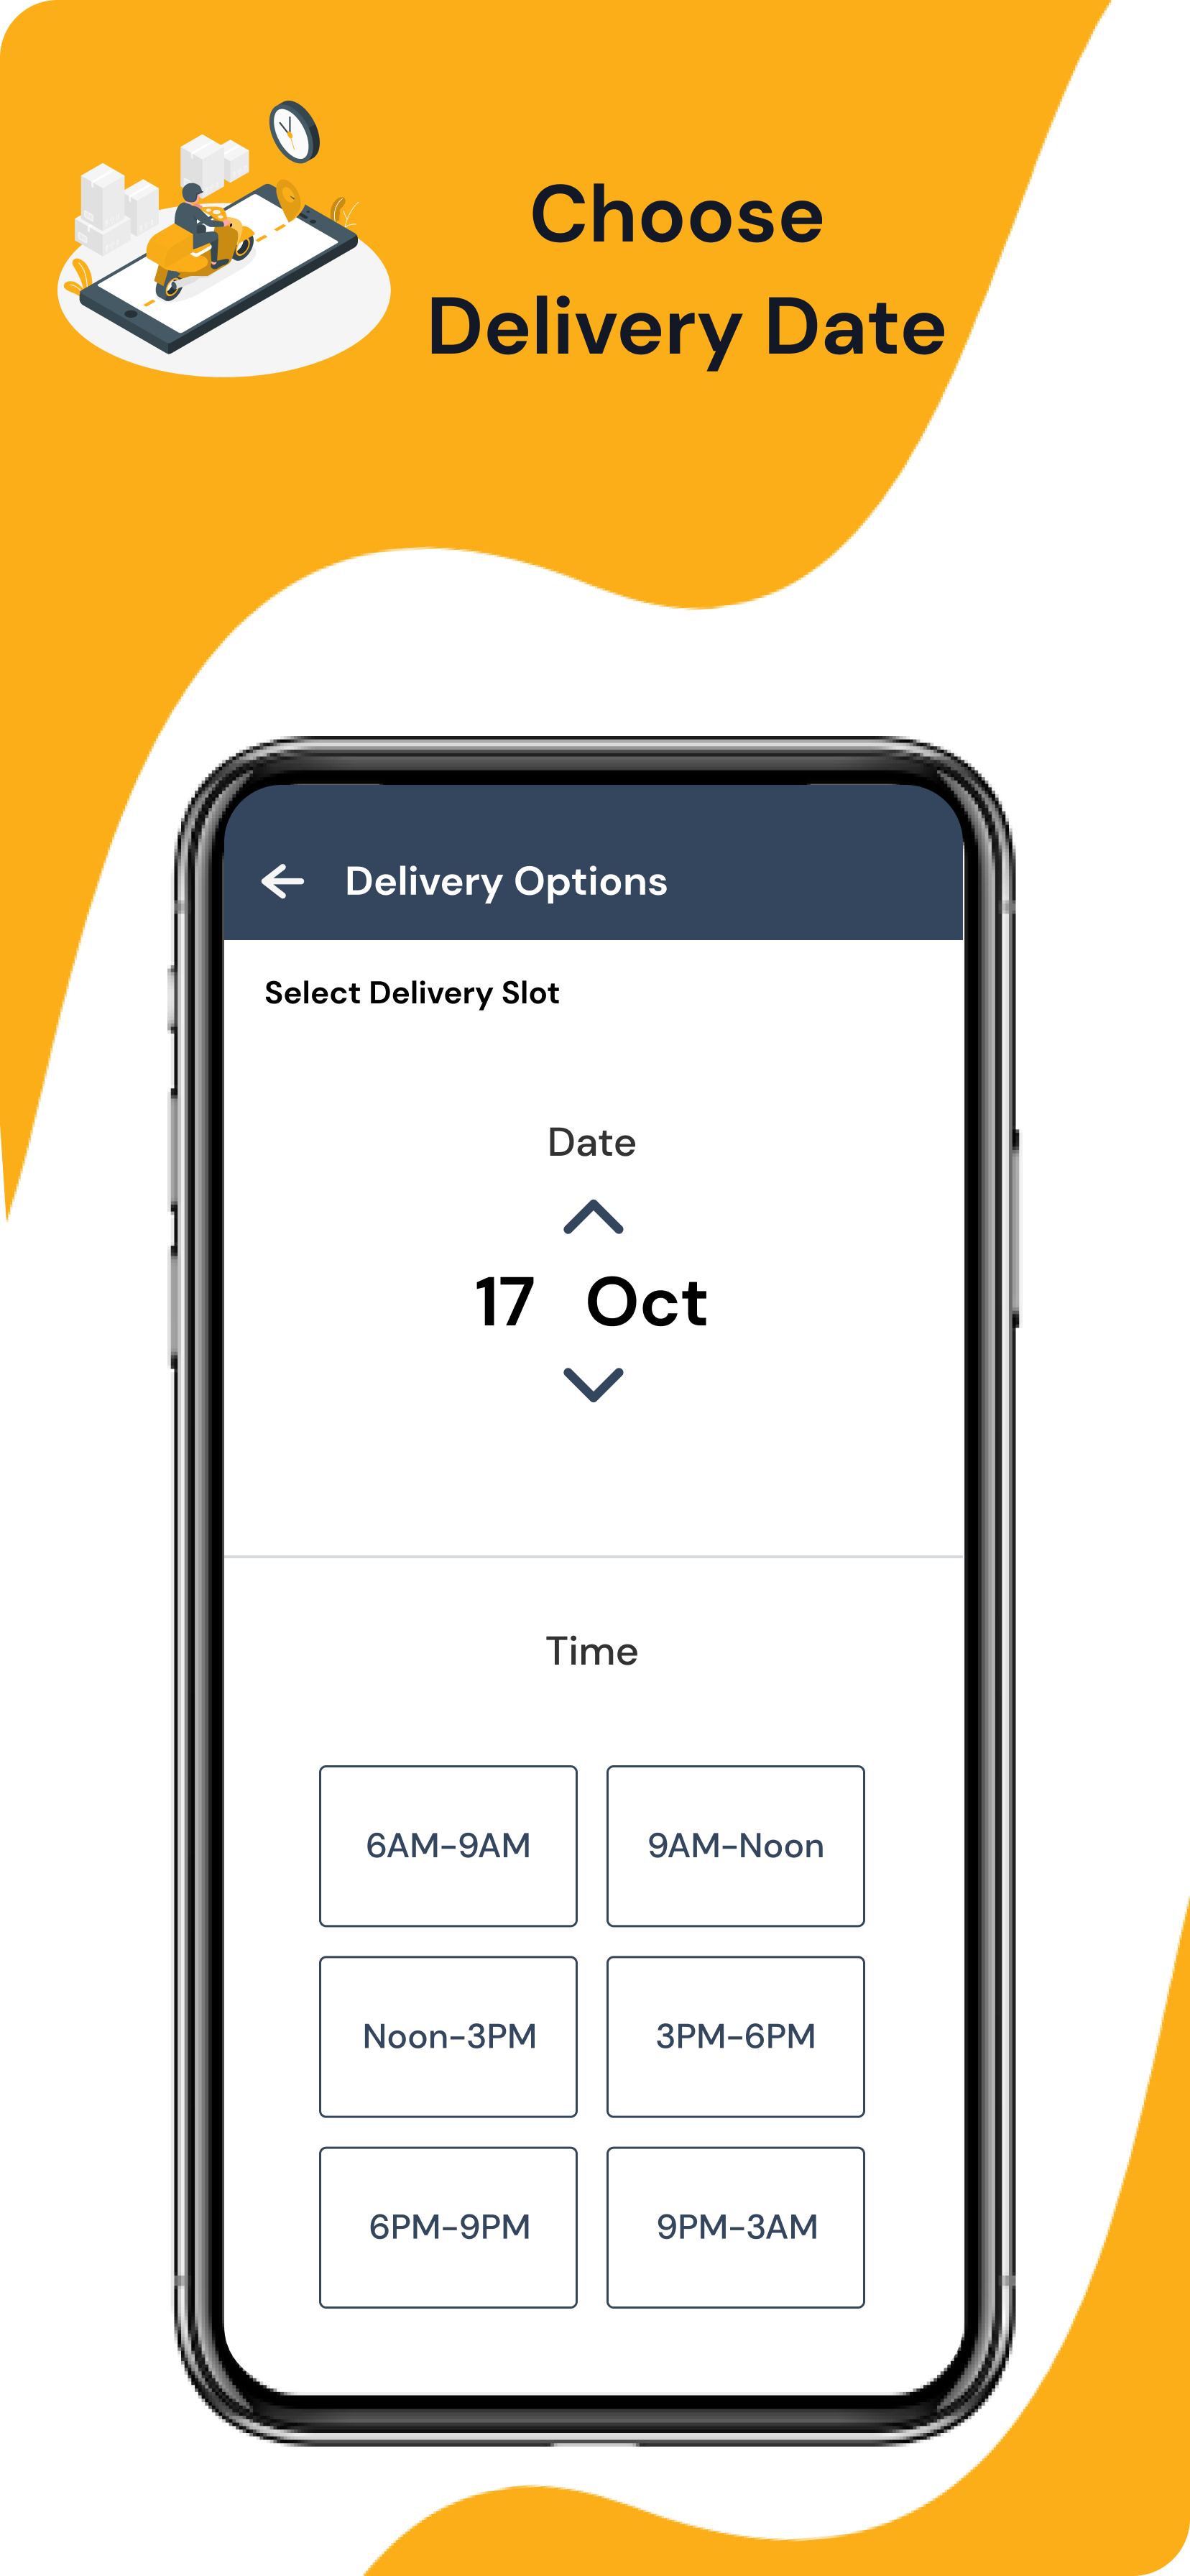 Choose
Delivery Date
Delivery Options
Select Delivery Slot
Date
17 Oct
Time
6AM-9AM
9AM-Noon
Noon-3PM
3PM-6PM
6PM-9PM
9PM-3AM